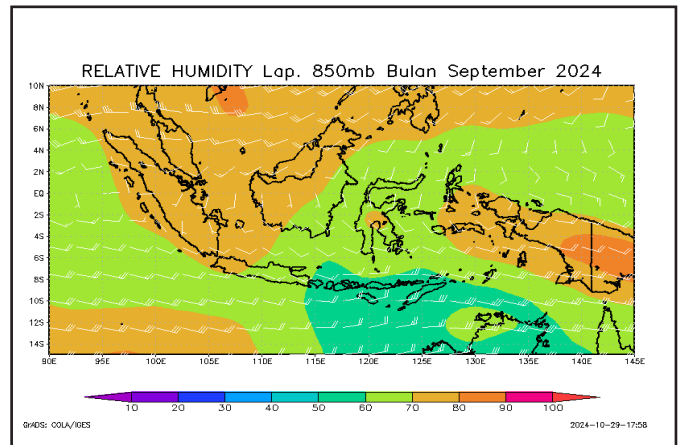 RELATIVE HUMIDITY Lap. 850mb Bulan September 2024
10N
8N
6N
4N
2N
EQ
2S
4S
6S
8S
10S
12S
14S
90E 95E 100E 105E 110E 115E 120E 125E 130E 135E 140E 145E
10 20 30 40 50 60 70 80 90 100
GrADS: COLA/IGES 2024-10-29-17:58